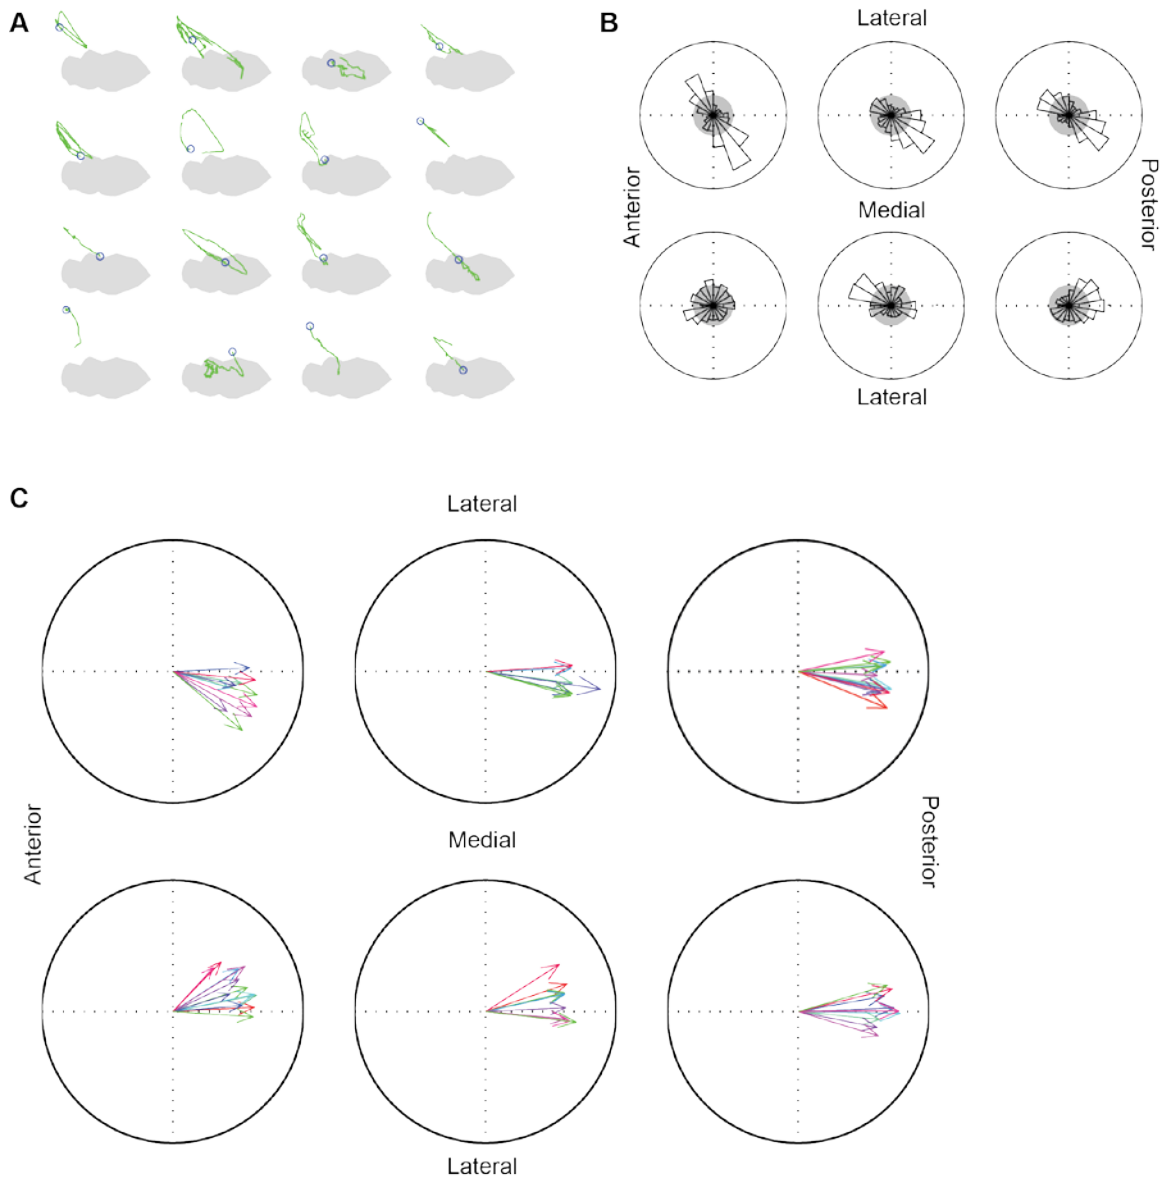 A
B
Lateral
Anterior
Medial
Posterior
Lateral
C
Lateral
Anterior
Medial
Posterior
Lateral